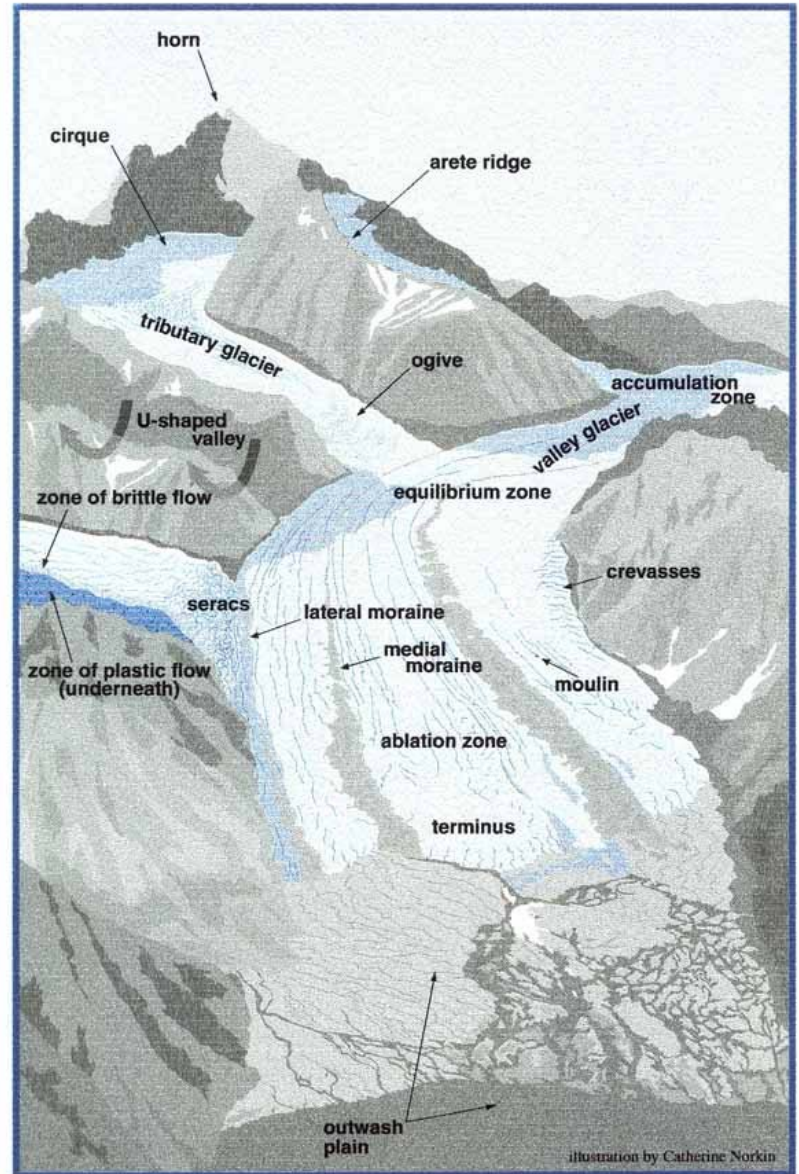 horn
cirque
arete ridge
tributary glacier
ogive
accumulation
zone
U-shaped
valley
valley glacier
zone of brittle flow
equilibrium zone
crevasses
seracs
lateral moraine
medial
moraine
zone of plastic flow
(underneath)
moulin
ablation zone
terminus
outwash
plain
illustration by Catherine Norkin